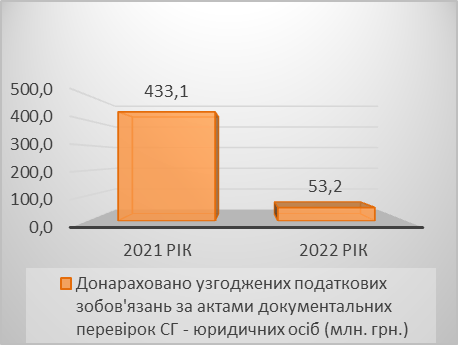 500,0
400,0
300,0
200,0
100,0
0,0
433,1
53,2
2021 РІК
2022 РІК
Донараховано узгоджених податкових
зобов'язань за актами документальних
перевірок СГ - юридичних осіб (млн. грн.)